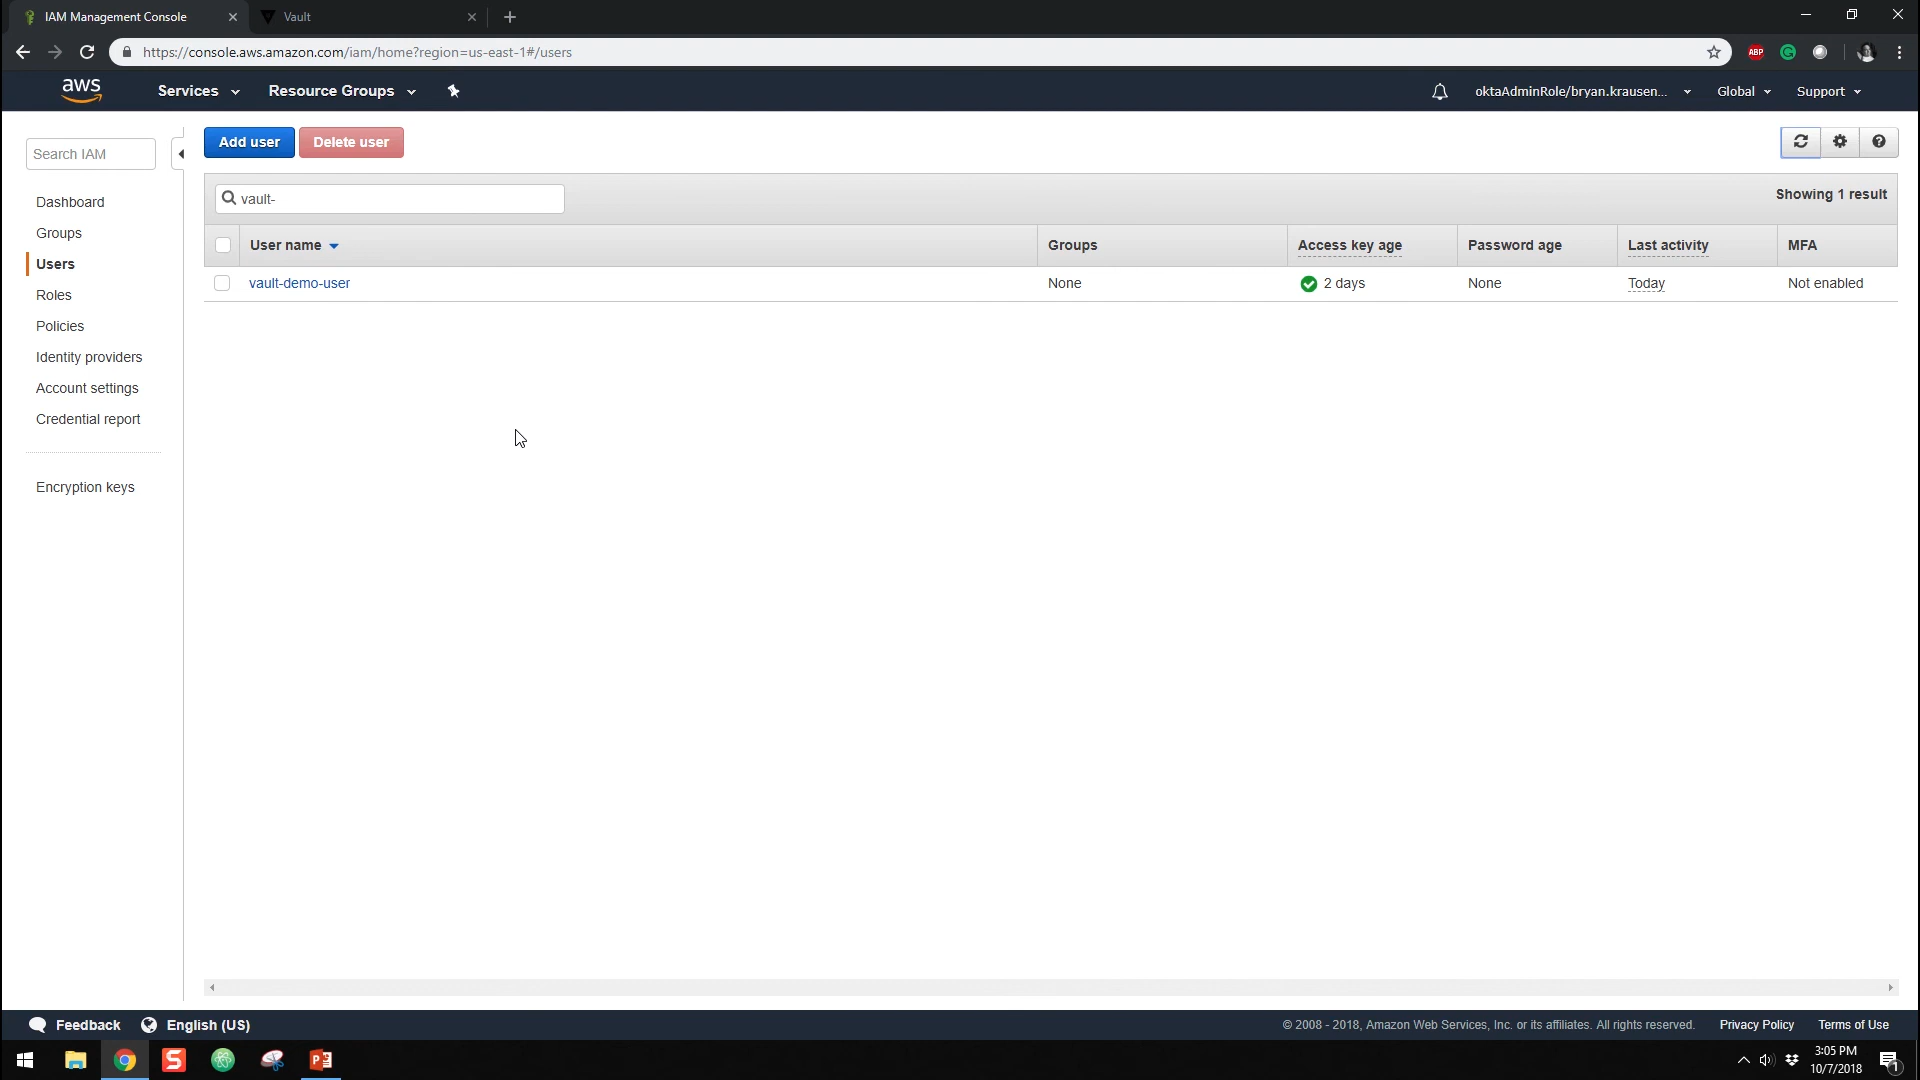 IAM Management Console
Vault
https://console.aws.amazon.com/iam/home?region=us-east-1#/users
ABP
aws
Services
Resource Groups
oktaAdminRole/bryan.krausen...
Global
Support
Search IAM
Add user
Delete user
vault-
Showing 1 result
Dashboard
Groups
Users
Roles
Policies
Identity providers
Account settings
Credential report
Encryption keys
User name
Groups
Access key age
Password age
Last activity
MFA
vault-demo-user
None
2 days
None
Today
Not enabled
Feedback
English (US)
© 2008 - 2018, Amazon Web Services, Inc. or its affiliates. All rights reserved.
Privacy Policy
Terms of Use
3:05 PM
10/7/2018
1